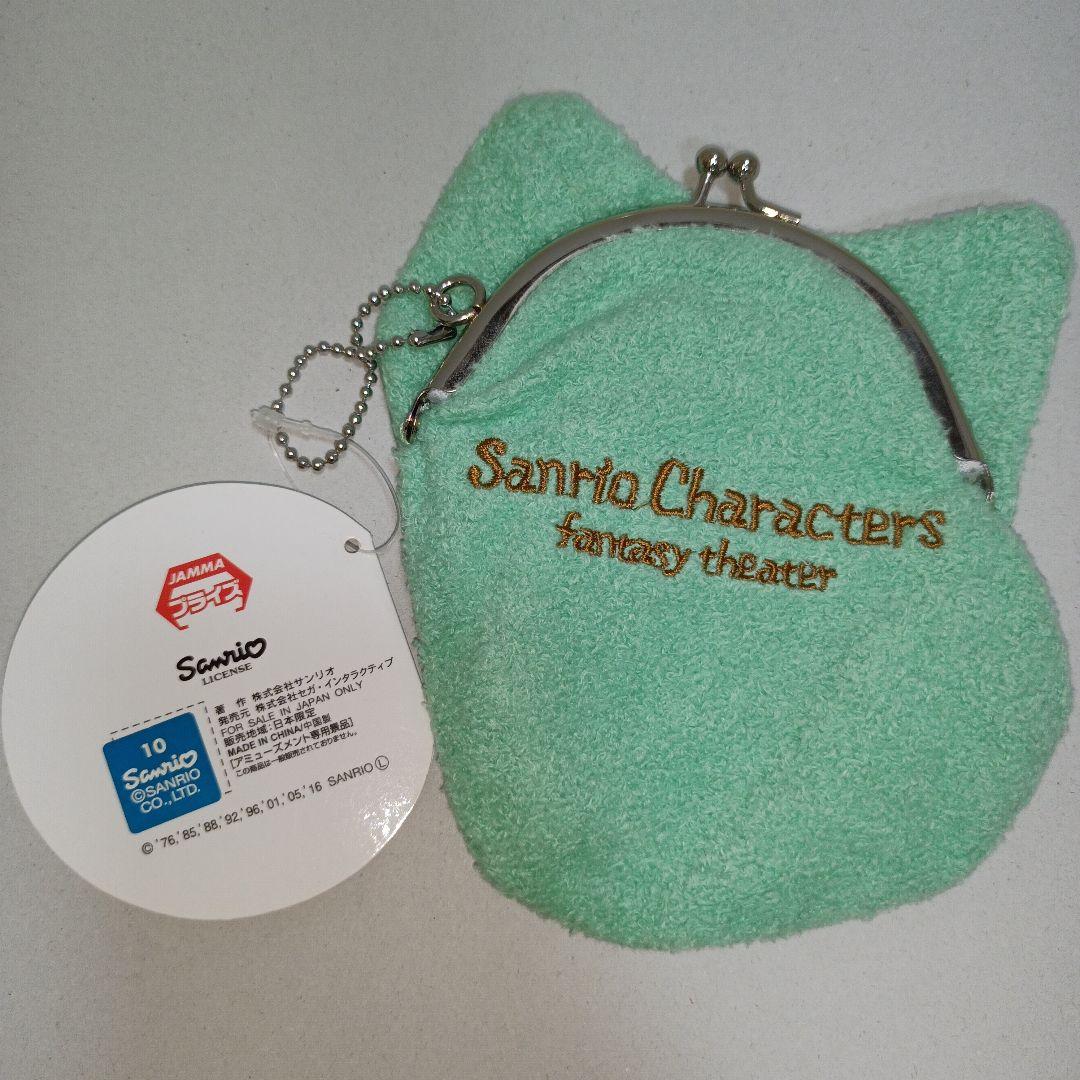 Sanrio Characters
fantasy theater
JAMMA
プライズ
Sanrio
LICENSE
著 作 株式会社サンリオ
発売元 株式会社セガ・インタラクティブ
FOR SALE IN JAPAN ONLY
販売地域:日本限定
MADE IN CHINA/中国製
[アミューズメント専用景品]
この商品は一般販売されておりません。
10
Sanrio
©SANRIO
CO.,LTD.
© '76,'85,'88,'92,'96,'01,'05,'16 SANRIO Ⓛ